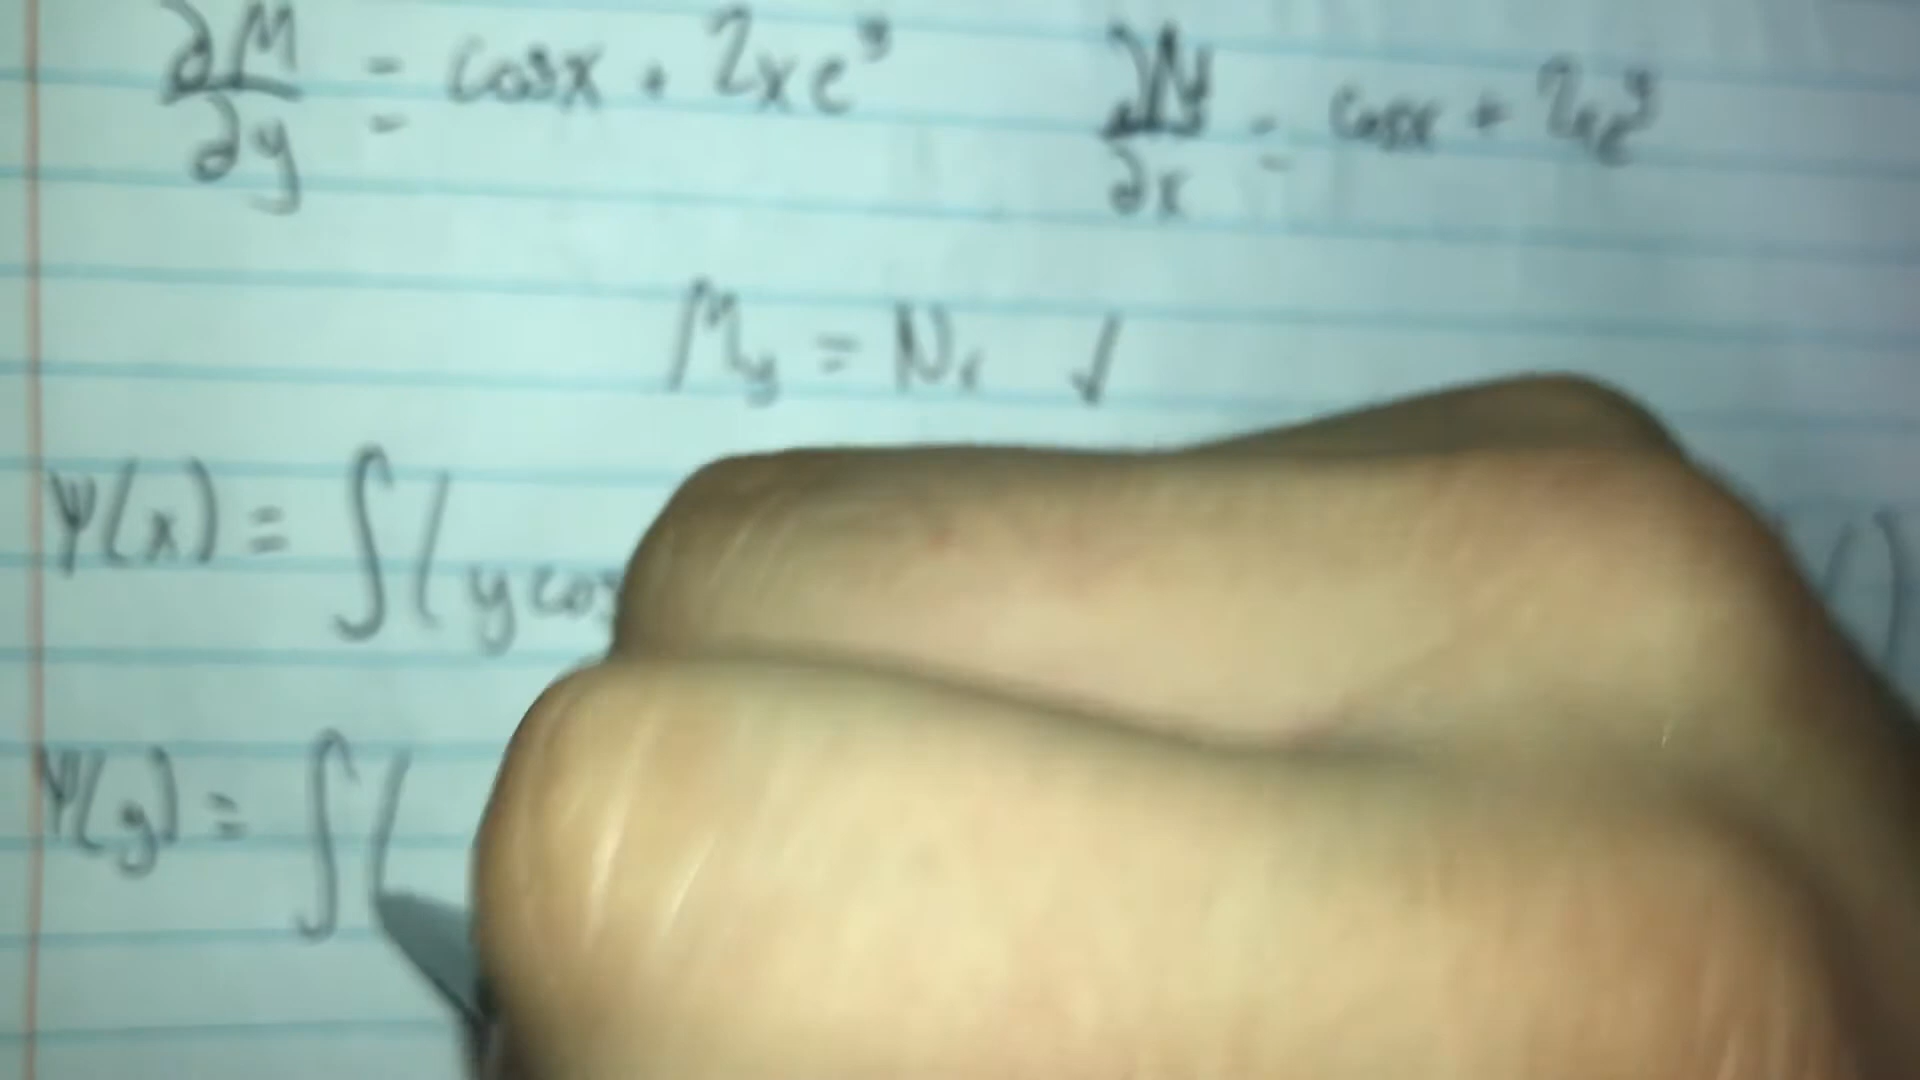 ∂M/∂y = cosx + 2xe^y    ∂N/∂x = cosx + 2xe^y
M_y = N_x ✓
Ψ(x) = ∫( ycos
Ψ(y) = ∫(